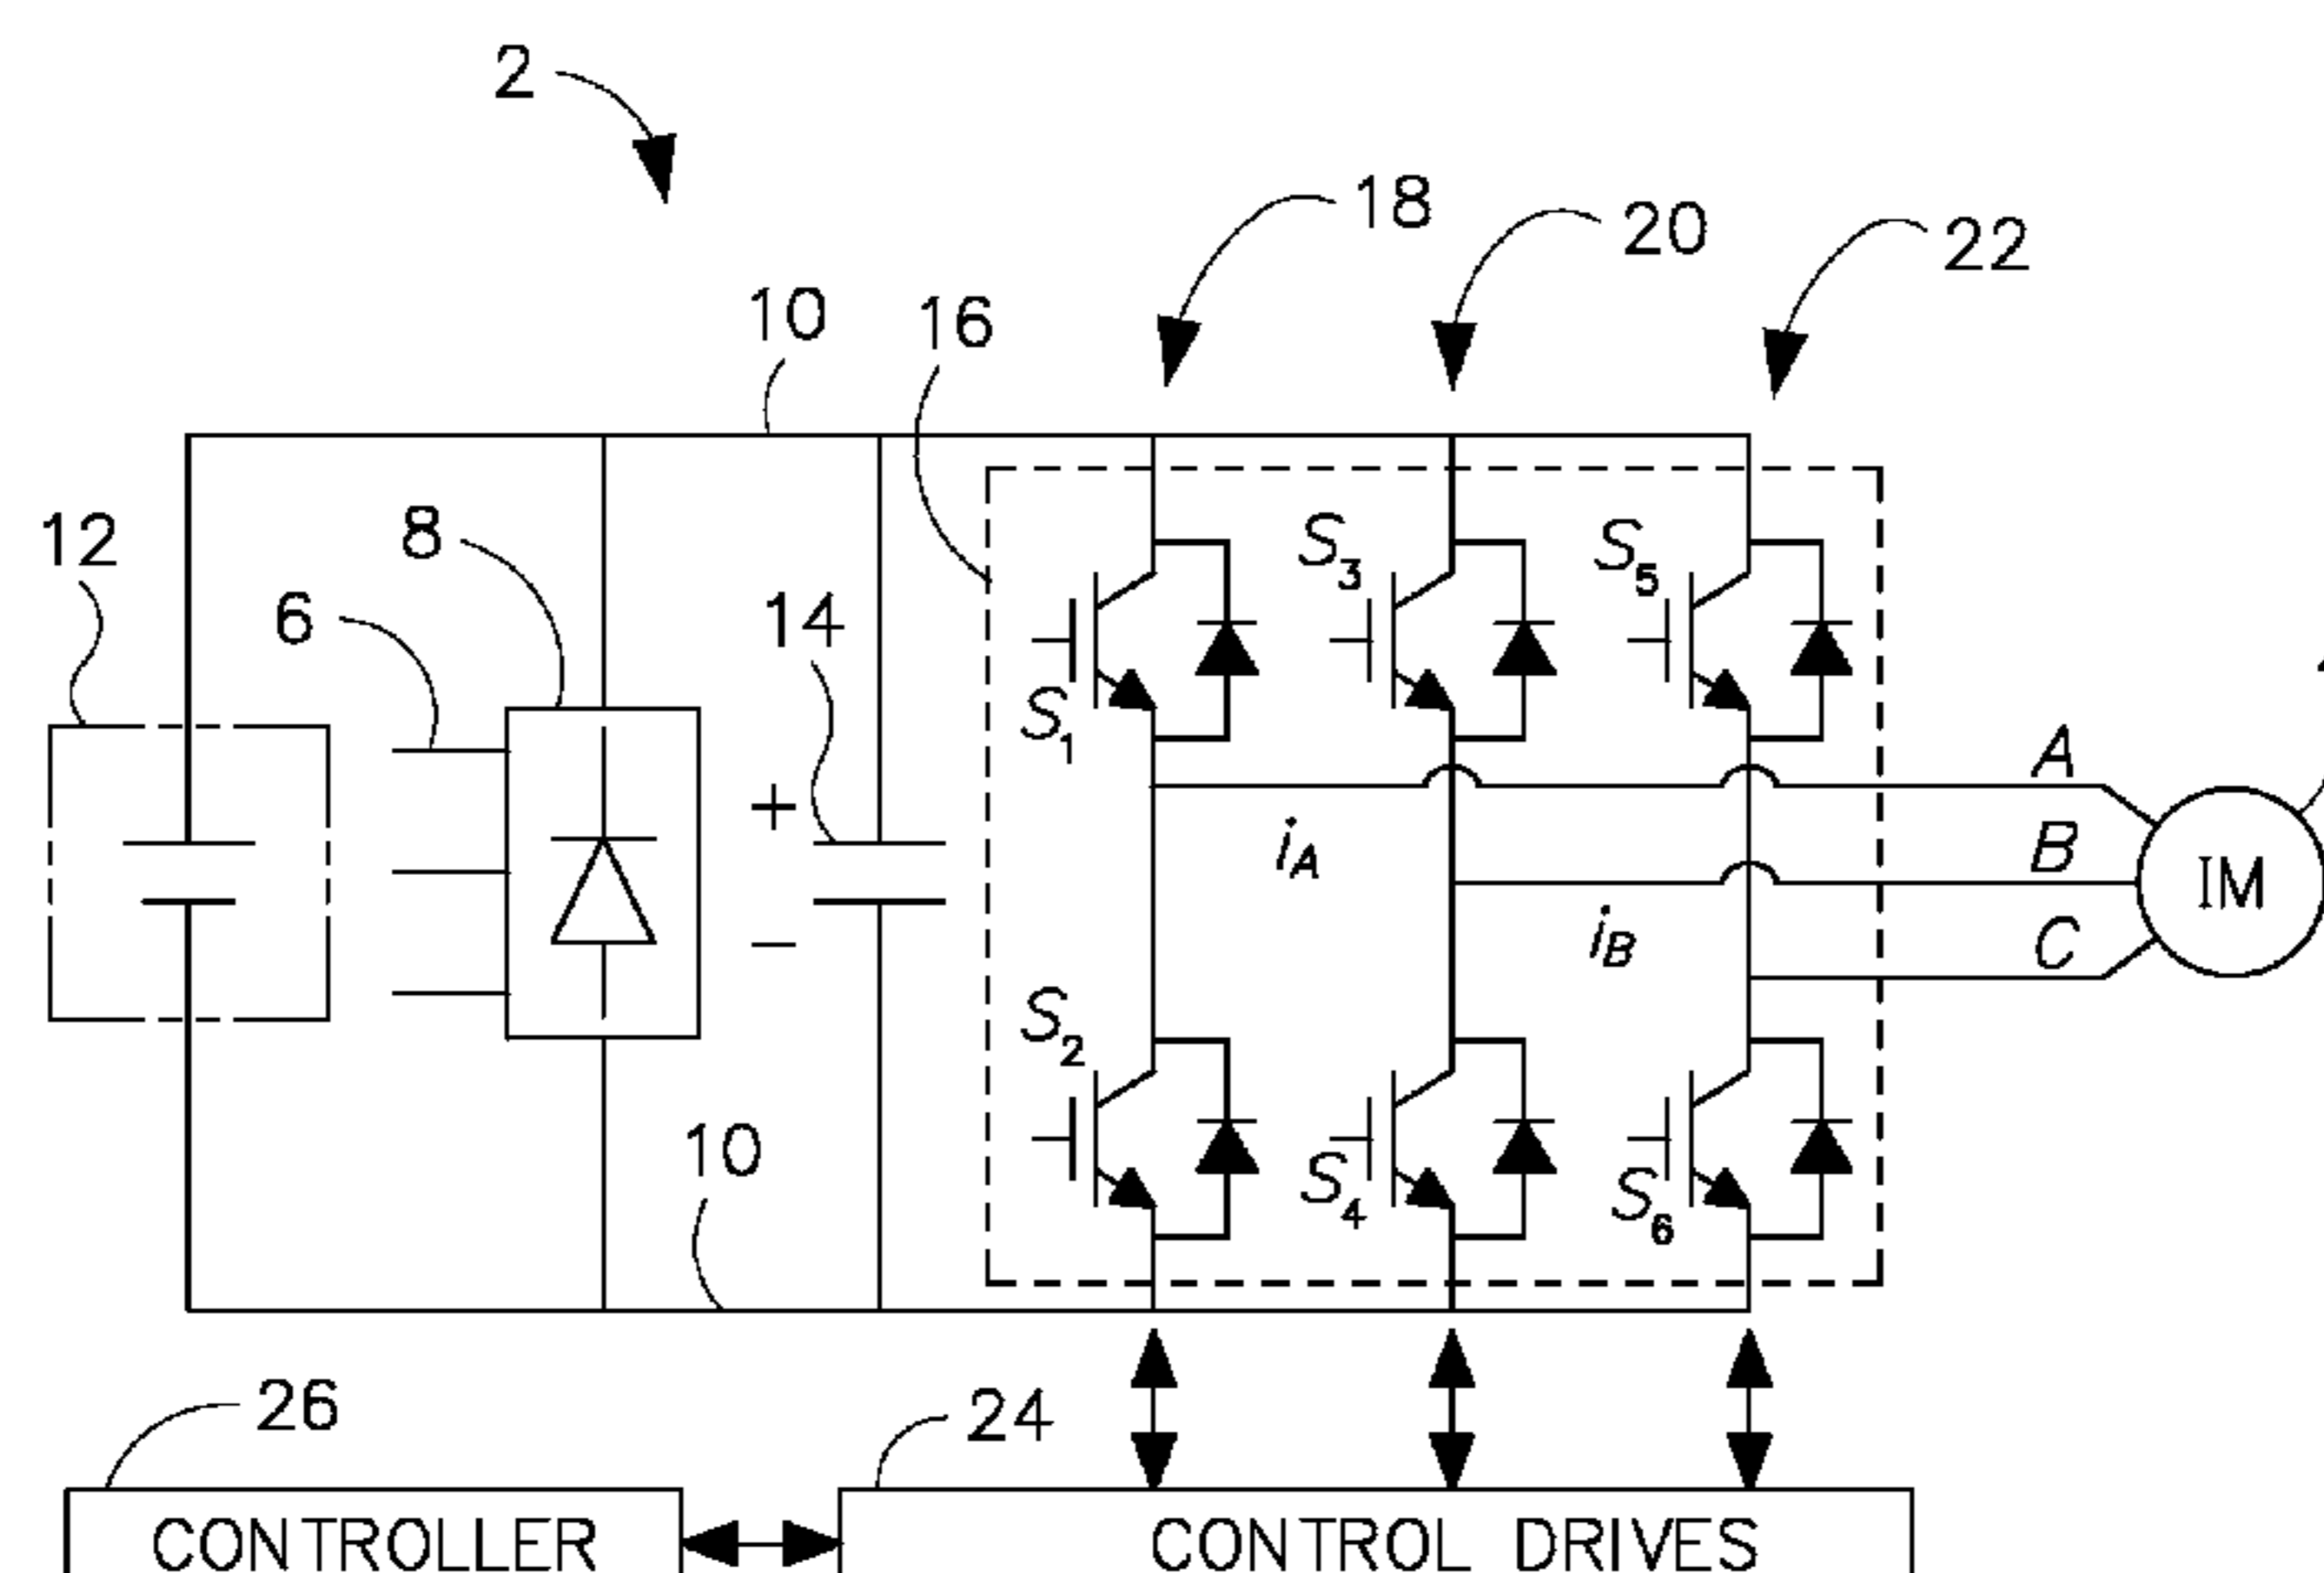 2
18
20
22
10
16
12
8
6
14
S3
S5
S1
+
−
A
iA
B
IM
iB
C
S2
10
S4
S6
26
24
CONTROLLER
CONTROL DRIVES